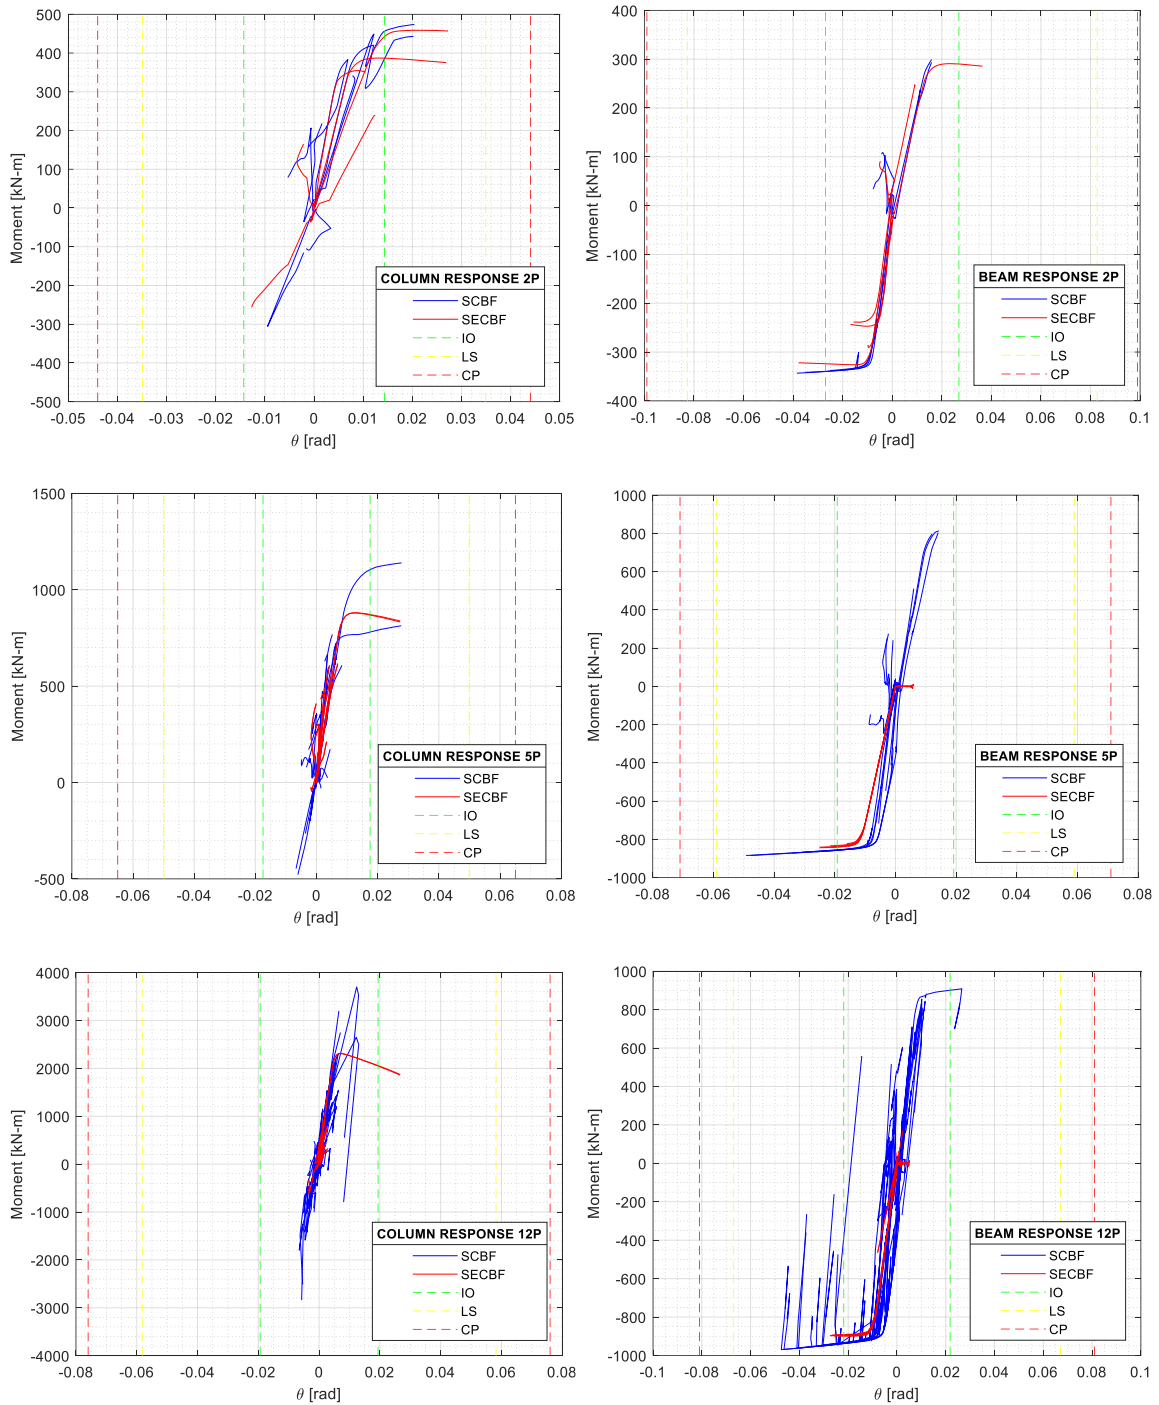 500
400
300
200
100
0
-100
-200
-300
-400
-500
Moment [kN-m]
-0.05 -0.04 -0.03 -0.02 -0.01 0 0.01 0.02 0.03 0.04 0.05
θ [rad]
COLUMN RESPONSE 2P
SCBF
SECBF
IO
LS
CP
400
300
200
100
0
-100
-200
-300
-400
Moment [kN-m]
-0.1 -0.08 -0.06 -0.04 -0.02 0 0.02 0.04 0.06 0.08 0.1
θ [rad]
BEAM RESPONSE 2P
SCBF
SECBF
IO
LS
CP
1500
1000
500
0
-500
Moment [kN-m]
-0.08 -0.06 -0.04 -0.02 0 0.02 0.04 0.06 0.08
θ [rad]
COLUMN RESPONSE 5P
SCBF
SECBF
IO
LS
CP
1000
800
600
400
200
0
-200
-400
-600
-800
-1000
Moment [kN-m]
-0.08 -0.06 -0.04 -0.02 0 0.02 0.04 0.06 0.08
θ [rad]
BEAM RESPONSE 5P
SCBF
SECBF
IO
LS
CP
4000
3000
2000
1000
0
-1000
-2000
-3000
-4000
Moment [kN-m]
-0.08 -0.06 -0.04 -0.02 0 0.02 0.04 0.06 0.08
θ [rad]
COLUMN RESPONSE 12P
SCBF
SECBF
IO
LS
CP
1000
800
600
400
200
0
-200
-400
-600
-800
-1000
Moment [kN-m]
-0.1 -0.08 -0.06 -0.04 -0.02 0 0.02 0.04 0.06 0.08 0.1
θ [rad]
BEAM RESPONSE 12P
SCBF
SECBF
IO
LS
CP